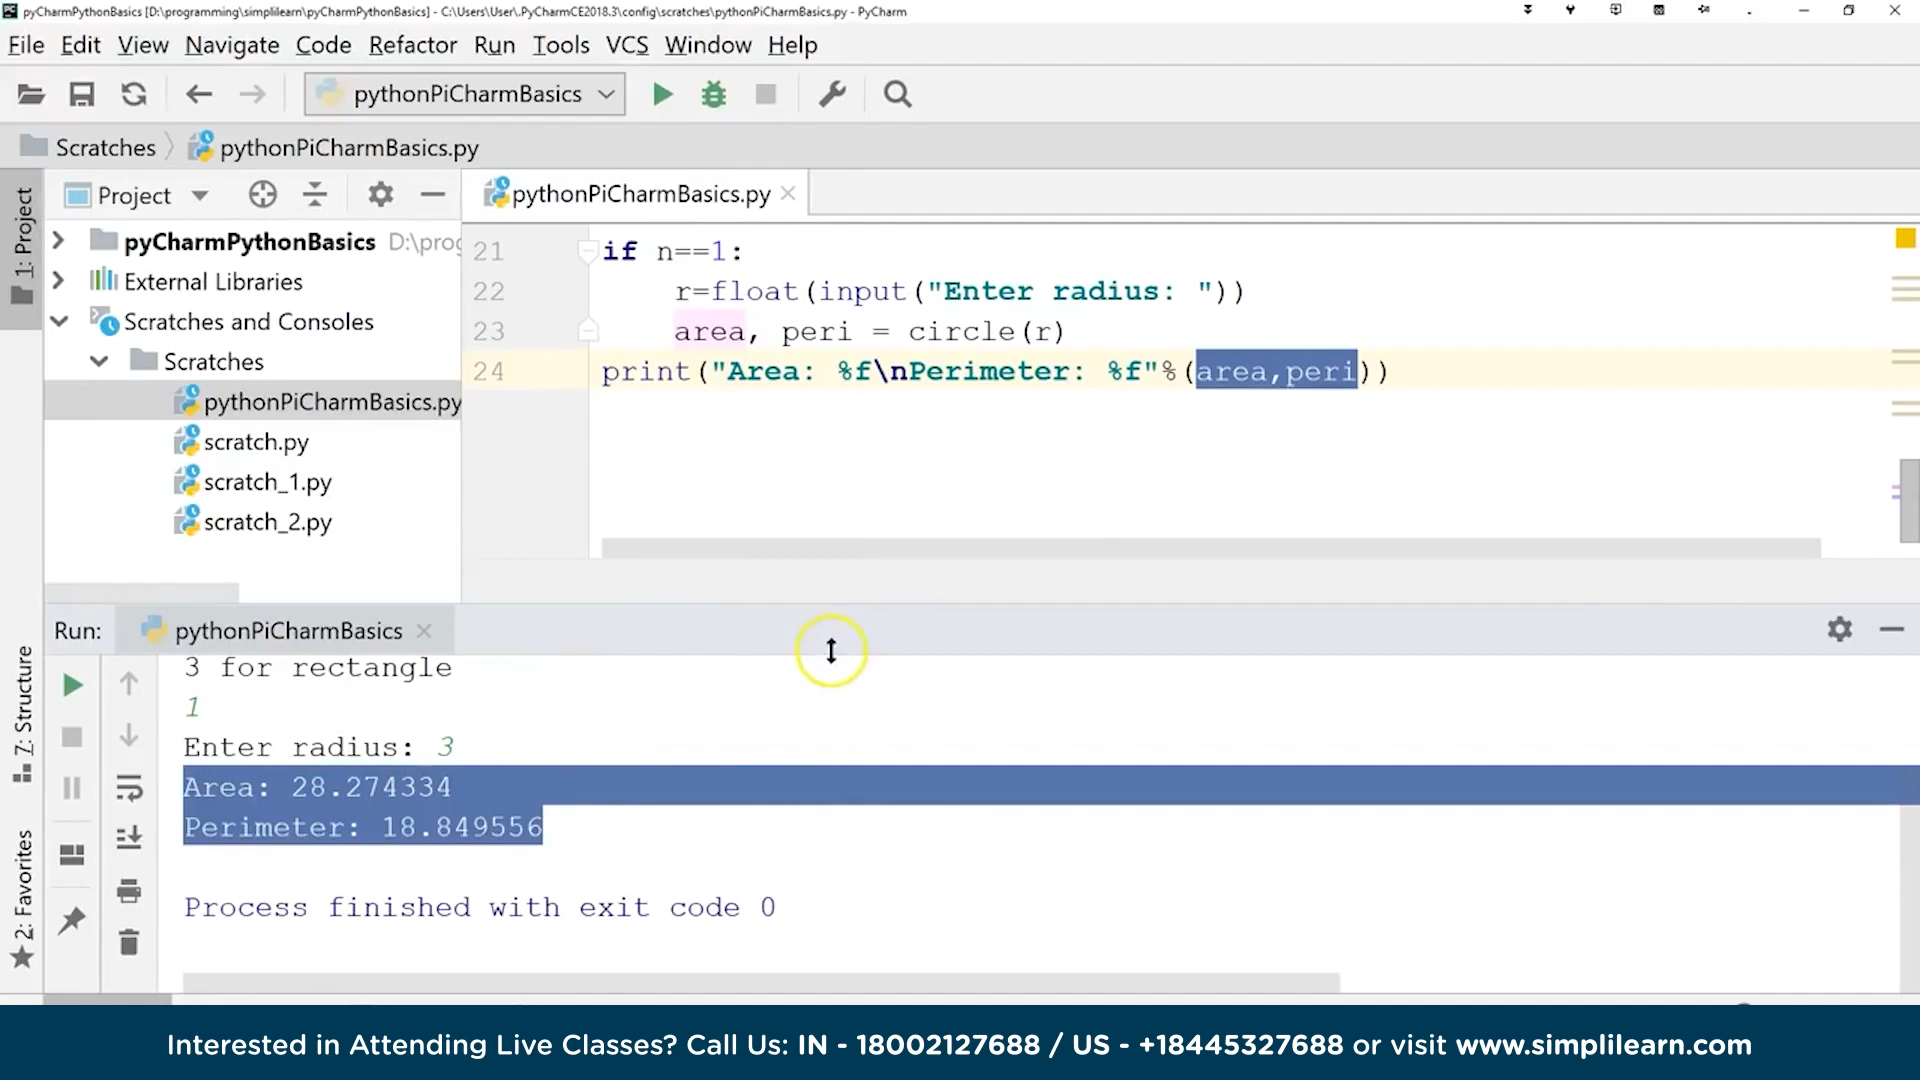 pyCharmPythonBasics [D:\programming\simplilearn\pyCharmPythonBasics] - C:\Users\User\.PyCharmCE2018.3\config\scratches\pythonPiCharmBasics.py - PyCharm
File Edit View Navigate Code Refactor Run Tools VCS Window Help
pythonPiCharmBasics
Scratches pythonPiCharmBasics.py
1: Project
Project
pythonPiCharmBasics.py
pyCharmPythonBasics D:\prog
External Libraries
Scratches and Consoles
Scratches
pythonPiCharmBasics.py
scratch.py
scratch_1.py
scratch_2.py
21 if n==1:
22 r=float(input("Enter radius: "))
23 area, peri = circle(r)
24 print("Area: %f\nPerimeter: %f"%(area,peri))
Run: pythonPiCharmBasics
3 for rectangle
1
Enter radius: 3
Area: 28.274334
Perimeter: 18.849556
Process finished with exit code 0
7: Structure
2: Favorites
Interested in Attending Live Classes? Call Us: IN - 18002127688 / US - +18445327688 or visit www.simplilearn.com